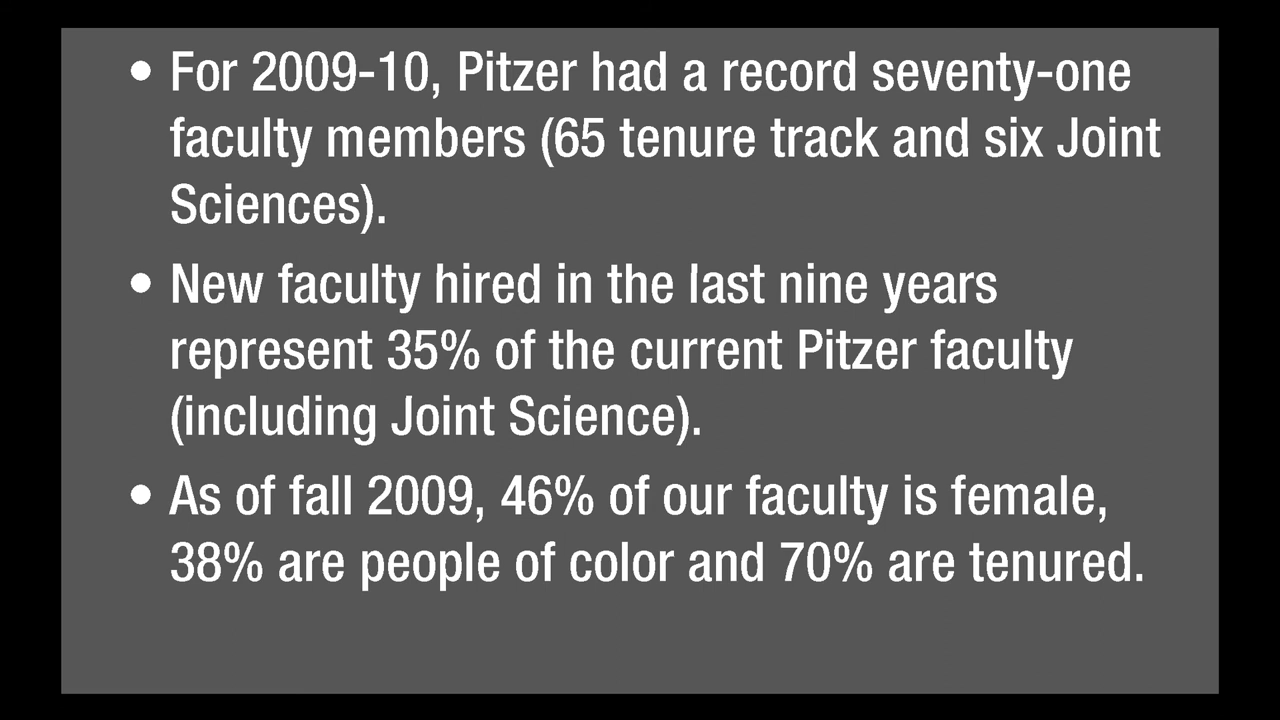 • For 2009-10, Pitzer had a record seventy-one
faculty members (65 tenure track and six Joint
Sciences).
• New faculty hired in the last nine years
represent 35% of the current Pitzer faculty
(including Joint Science).
• As of fall 2009, 46% of our faculty is female,
38% are people of color and 70% are tenured.